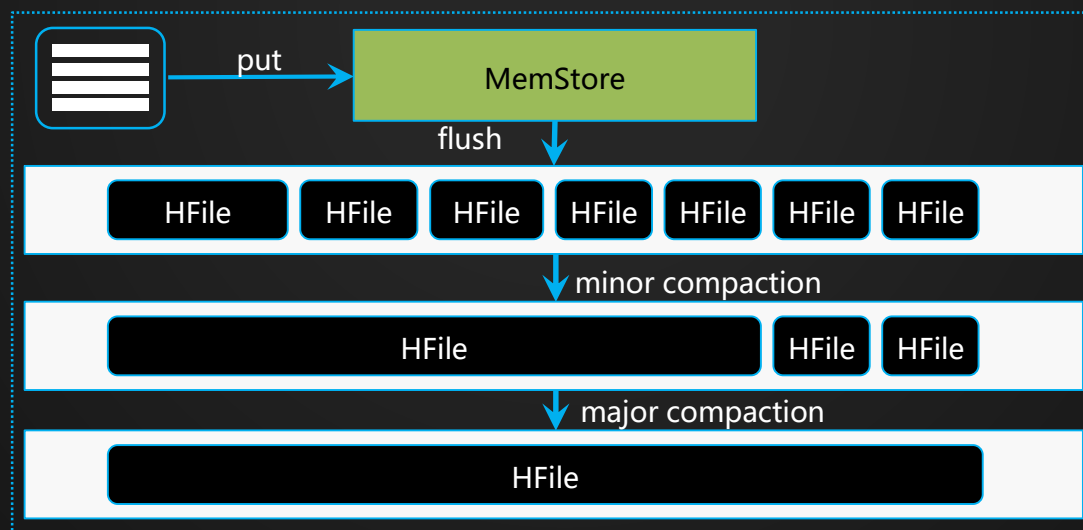 put
MemStore
flush
HFile HFile HFile HFile HFile HFile HFile
minor compaction
HFile HFile HFile
major compaction
HFile